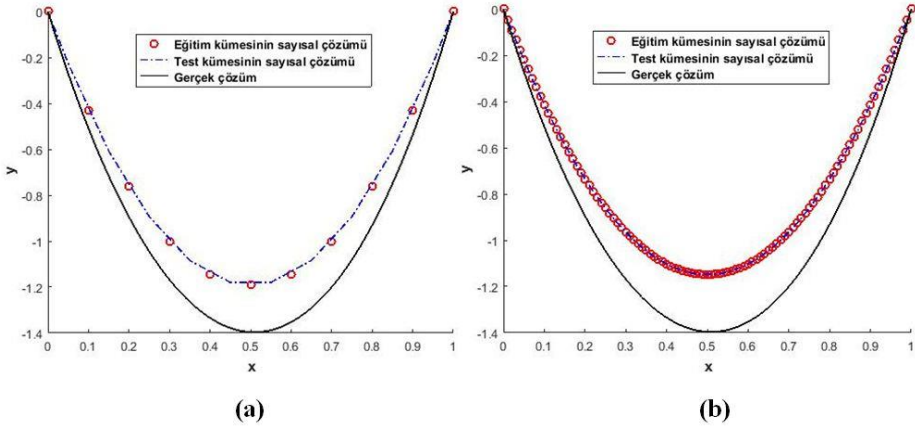 Eğitim kümesinin sayısal çözümü
Test kümesinin sayısal çözümü
Gerçek çözüm
y
0
-0.2
-0.4
-0.6
-0.8
-1
-1.2
-1.4
0 0.1 0.2 0.3 0.4 0.5 0.6 0.7 0.8 0.9 1
x
(a)
Eğitim kümesinin sayısal çözümü
Test kümesinin sayısal çözümü
Gerçek çözüm
y
0
-0.2
-0.4
-0.6
-0.8
-1
-1.2
-1.4
0 0.1 0.2 0.3 0.4 0.5 0.6 0.7 0.8 0.9 1
x
(b)